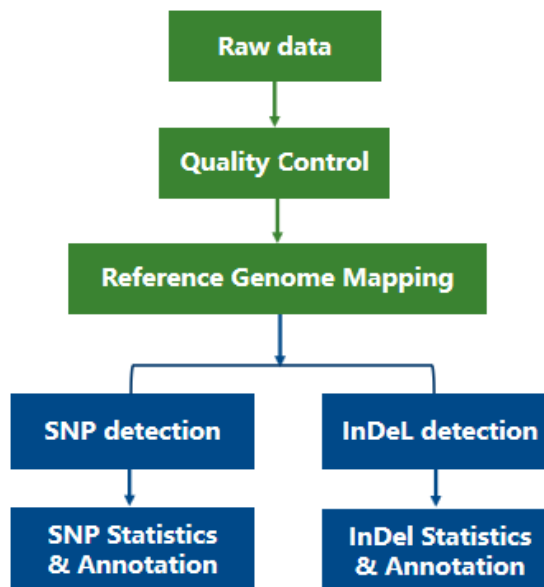 Raw data
Quality Control
Reference Genome Mapping
SNP detection
InDeL detection
SNP Statistics
& Annotation
InDel Statistics
& Annotation